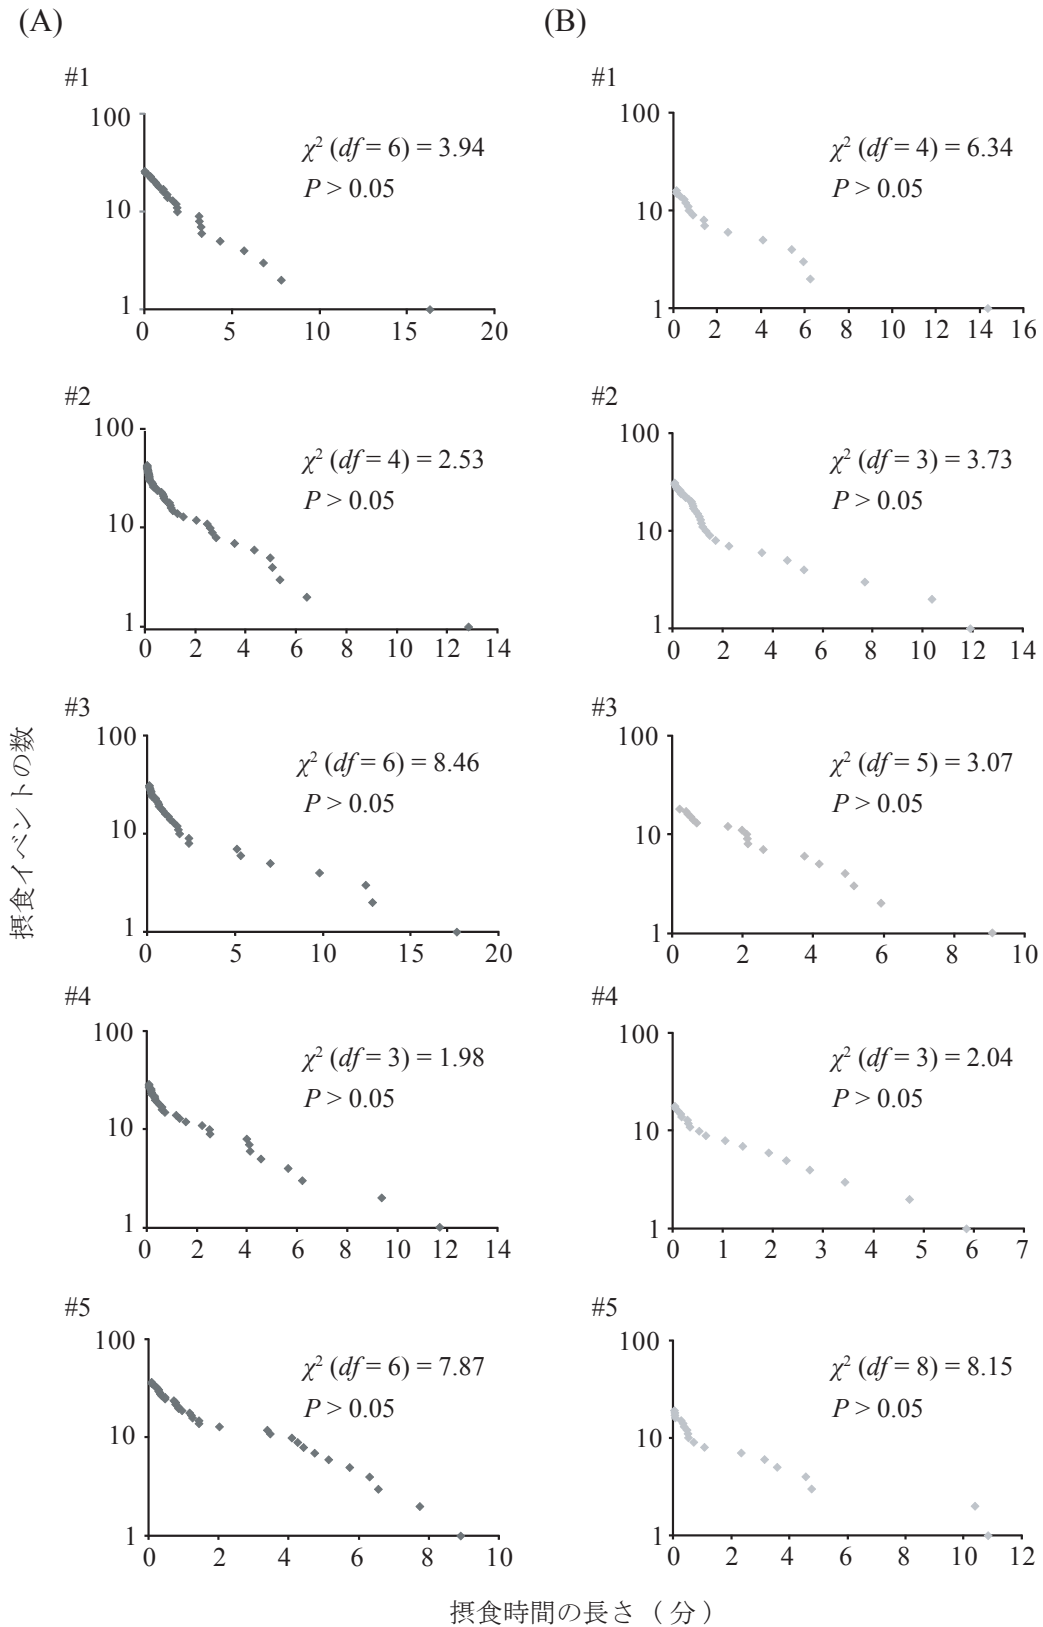 (A)
(B)
#1
100
10
1
0 5 10 15 20
χ² (df = 6) = 3.94
P > 0.05
#1
100
10
1
0 2 4 6 8 10 12 14 16
χ² (df = 4) = 6.34
P > 0.05
#2
100
10
1
0 2 4 6 8 10 12 14
χ² (df = 4) = 2.53
P > 0.05
#2
100
10
1
0 2 4 6 8 10 12 14
χ² (df = 3) = 3.73
P > 0.05
摂食イベントの数
#3
100
10
1
0 5 10 15 20
χ² (df = 6) = 8.46
P > 0.05
#3
100
10
1
0 2 4 6 8 10
χ² (df = 5) = 3.07
P > 0.05
#4
100
10
1
0 2 4 6 8 10 12 14
χ² (df = 3) = 1.98
P > 0.05
#4
100
10
1
0 1 2 3 4 5 6 7
χ² (df = 3) = 2.04
P > 0.05
#5
100
10
1
0 2 4 6 8 10
χ² (df = 6) = 7.87
P > 0.05
#5
100
10
1
0 2 4 6 8 10 12
χ² (df = 8) = 8.15
P > 0.05
摂食時間の長さ（分）